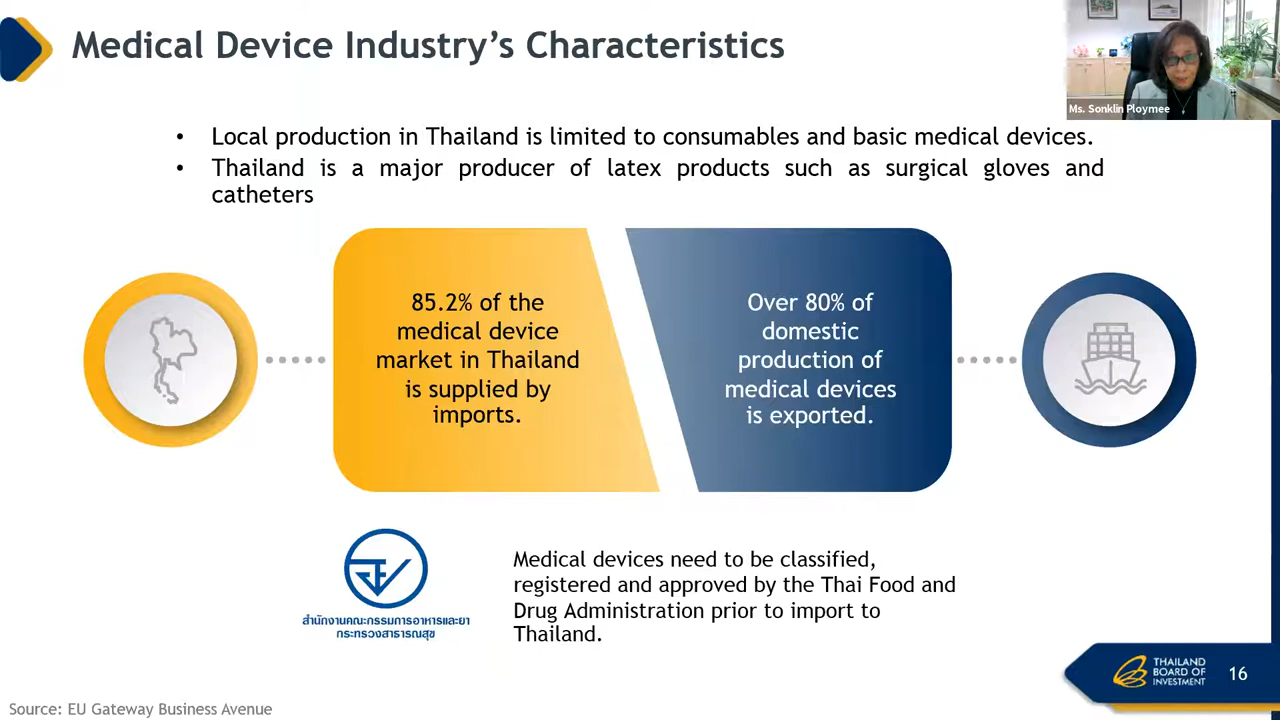 Medical Device Industry's Characteristics
Ms. Sonklin Ploymee
• Local production in Thailand is limited to consumables and basic medical devices.
• Thailand is a major producer of latex products such as surgical gloves and
catheters
85.2% of the
medical device
market in Thailand
is supplied by
imports.
Over 80% of
domestic
production of
medical devices
is exported.
สำนักงานคณะกรรมการอาหารและยา
กระทรวงสาธารณสุข
Medical devices need to be classified,
registered and approved by the Thai Food and
Drug Administration prior to import to
Thailand.
THAILAND
BOARD OF
INVESTMENT
16
Source: EU Gateway Business Avenue